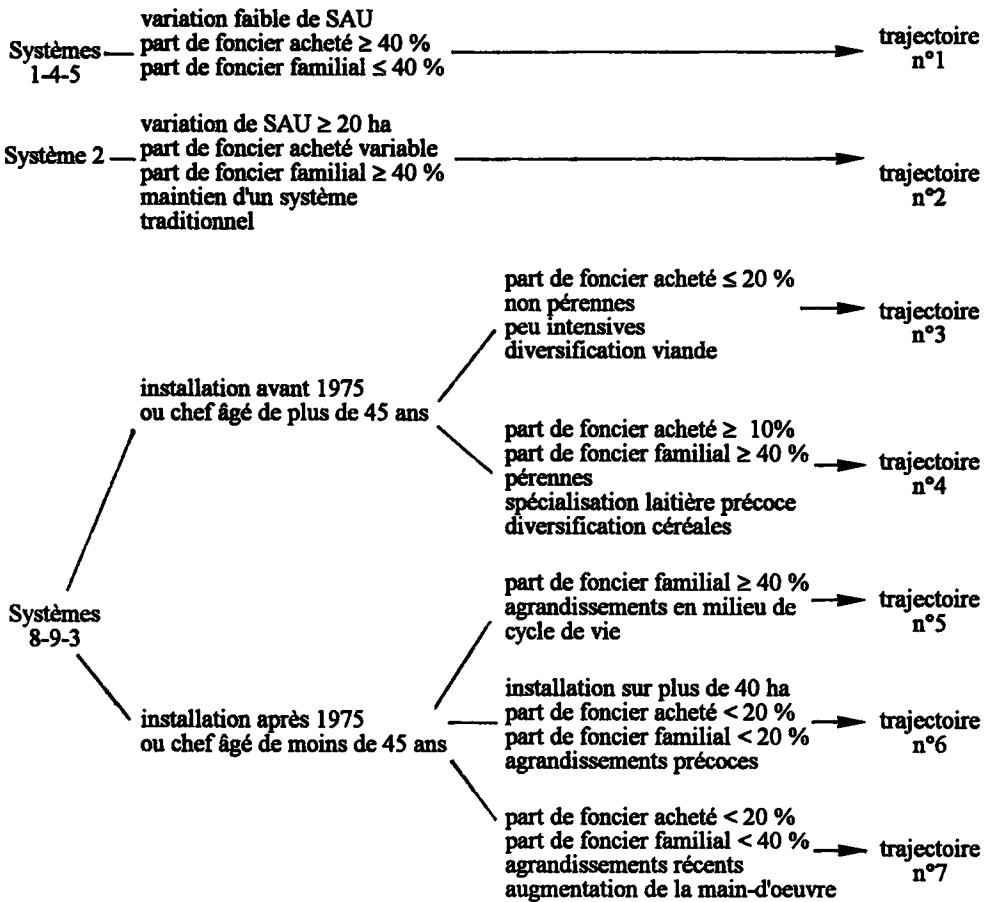 variation faible de SAU
Systèmes
1-4-5
part de foncier acheté ≥ 40 %
part de foncier familial ≤ 40 %
trajectoire
n°1
variation de SAU ≥ 20 ha
Système 2
part de foncier acheté variable
part de foncier familial ≥ 40 %
maintien d'un système
traditionnel
trajectoire
n°2
part de foncier acheté ≤ 20 %
non pérennes
peu intensives
diversification viande
trajectoire
n°3
installation avant 1975
ou chef âgé de plus de 45 ans
part de foncier acheté ≥ 10%
part de foncier familial ≥ 40 %
pérennes
spécialisation laitière précoce
diversification céréales
trajectoire
n°4
Systèmes
8-9-3
part de foncier familial ≥ 40 %
agrandissements en milieu de
cycle de vie
trajectoire
n°5
installation après 1975
ou chef âgé de moins de 45 ans
installation sur plus de 40 ha
part de foncier acheté < 20 %
part de foncier familial < 20 %
agrandissements précoces
trajectoire
n°6
part de foncier acheté < 20 %
part de foncier familial < 40 %
agrandissements récents
augmentation de la main-d'oeuvre
trajectoire
n°7